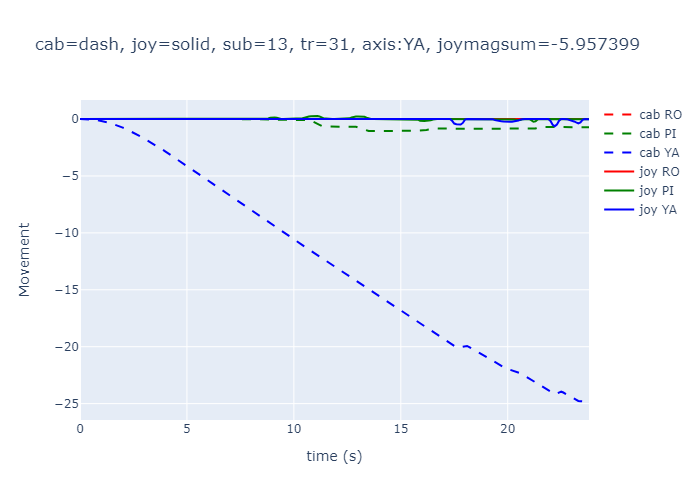 cab=dash, joy=solid, sub=13, tr=31, axis:YA, joymagsum=-5.957399
0
−5
−10
−15
−20
−25
Movement
0 5 10 15 20
time (s)
cab RO
cab PI
cab YA
joy RO
joy PI
joy YA